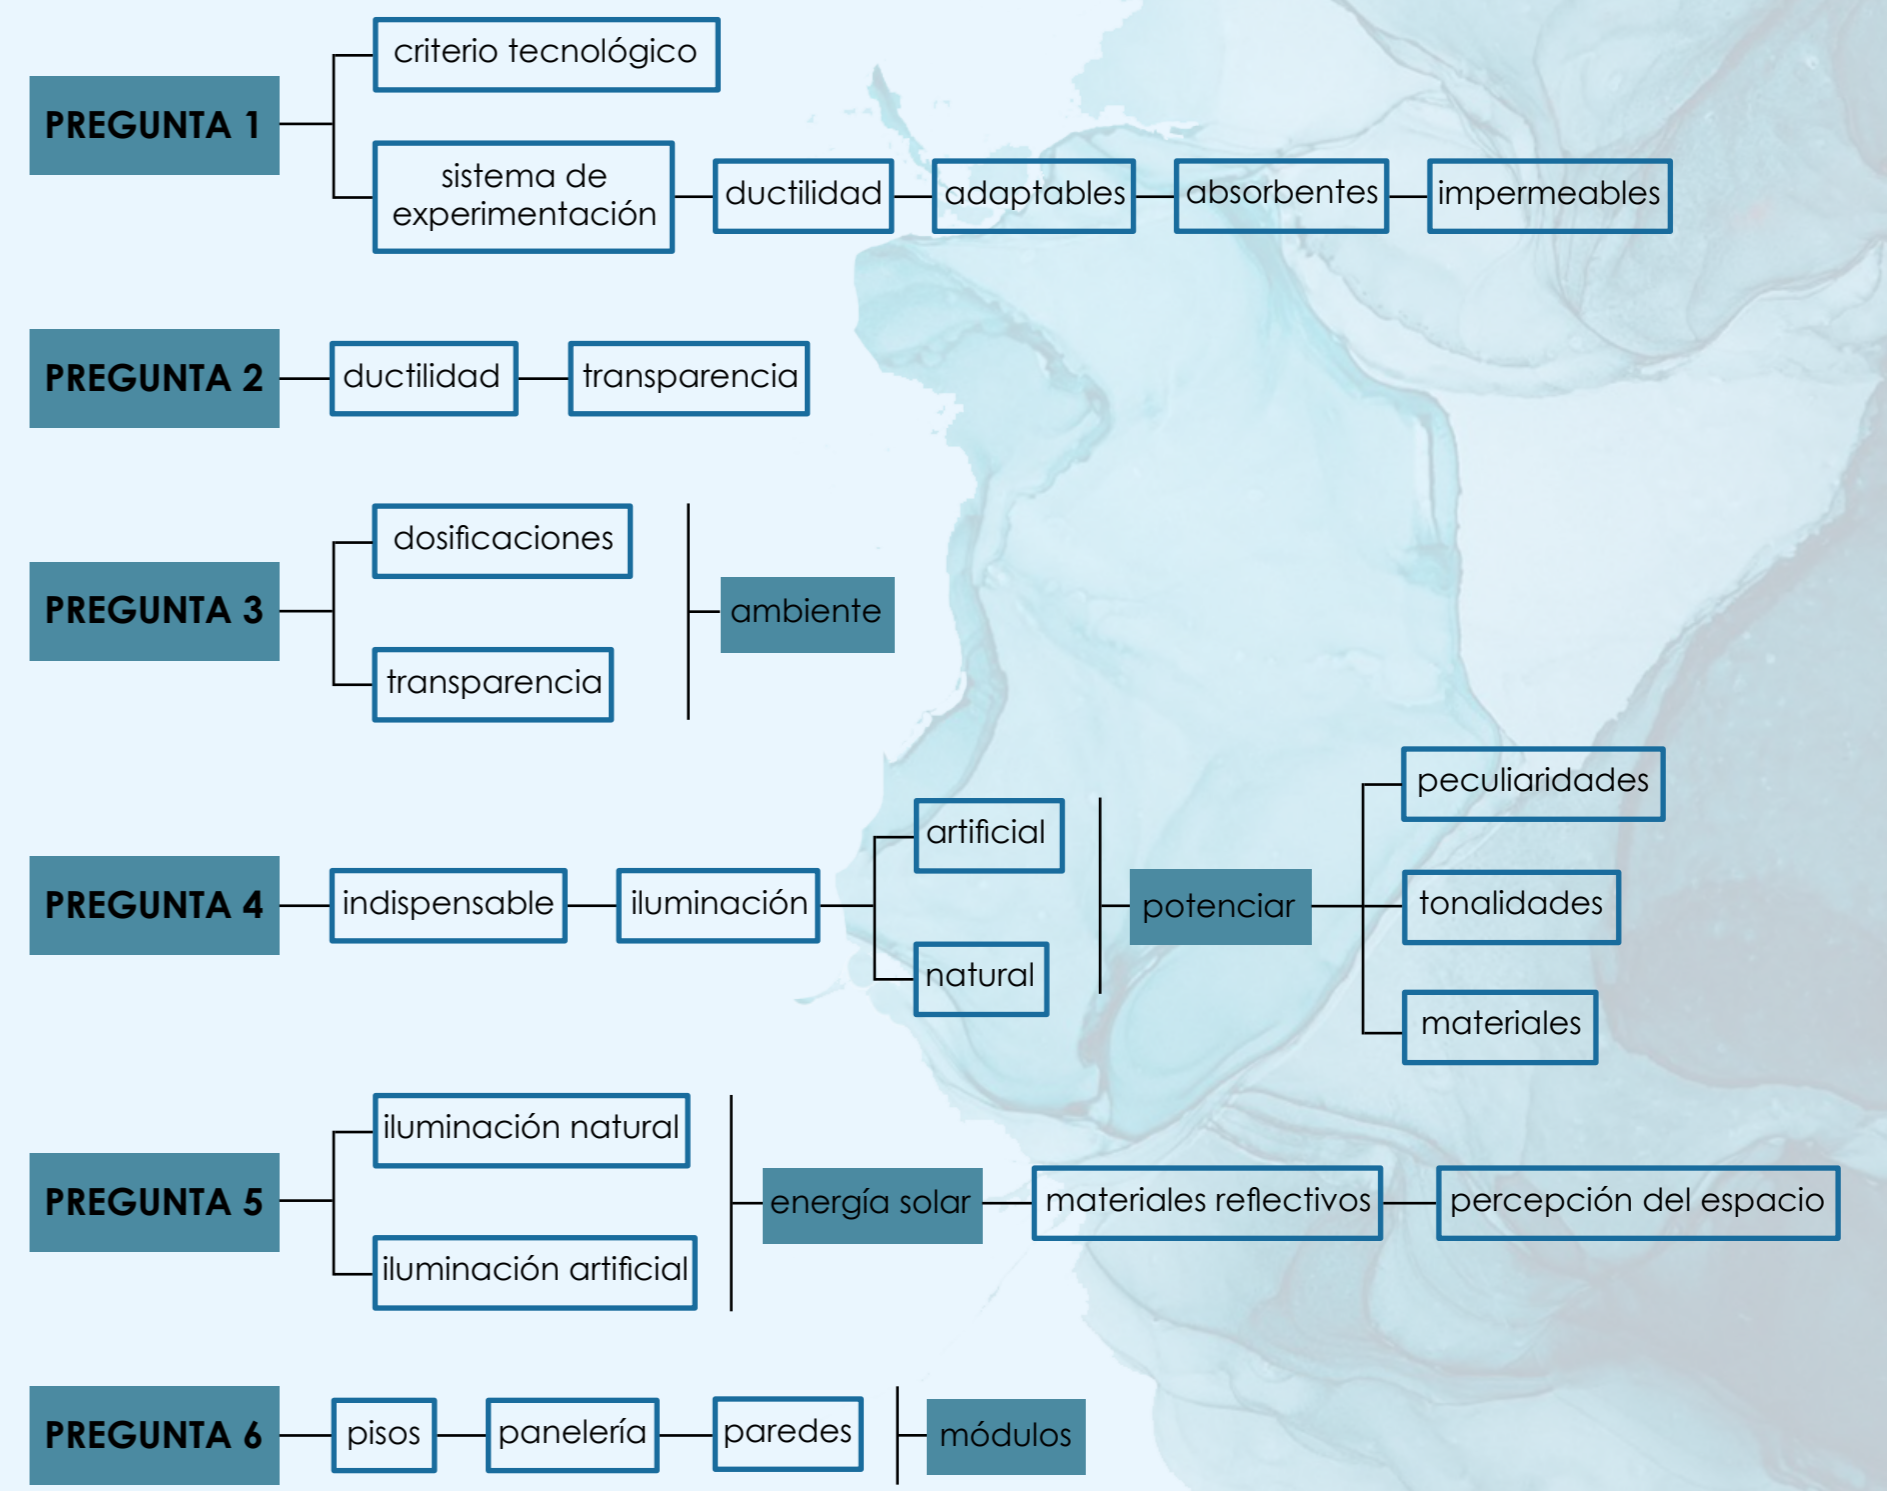 PREGUNTA 1
criterio tecnológico
sistema de
experimentación
ductilidad
adaptables
absorbentes
impermeables
PREGUNTA 2
ductilidad
transparencia
PREGUNTA 3
dosificaciones
transparencia
ambiente
PREGUNTA 4
indispensable
iluminación
artificial
natural
potenciar
peculiaridades
tonalidades
materiales
PREGUNTA 5
iluminación natural
iluminación artificial
energía solar
materiales reflectivos
percepción del espacio
PREGUNTA 6
pisos
panelería
paredes
módulos